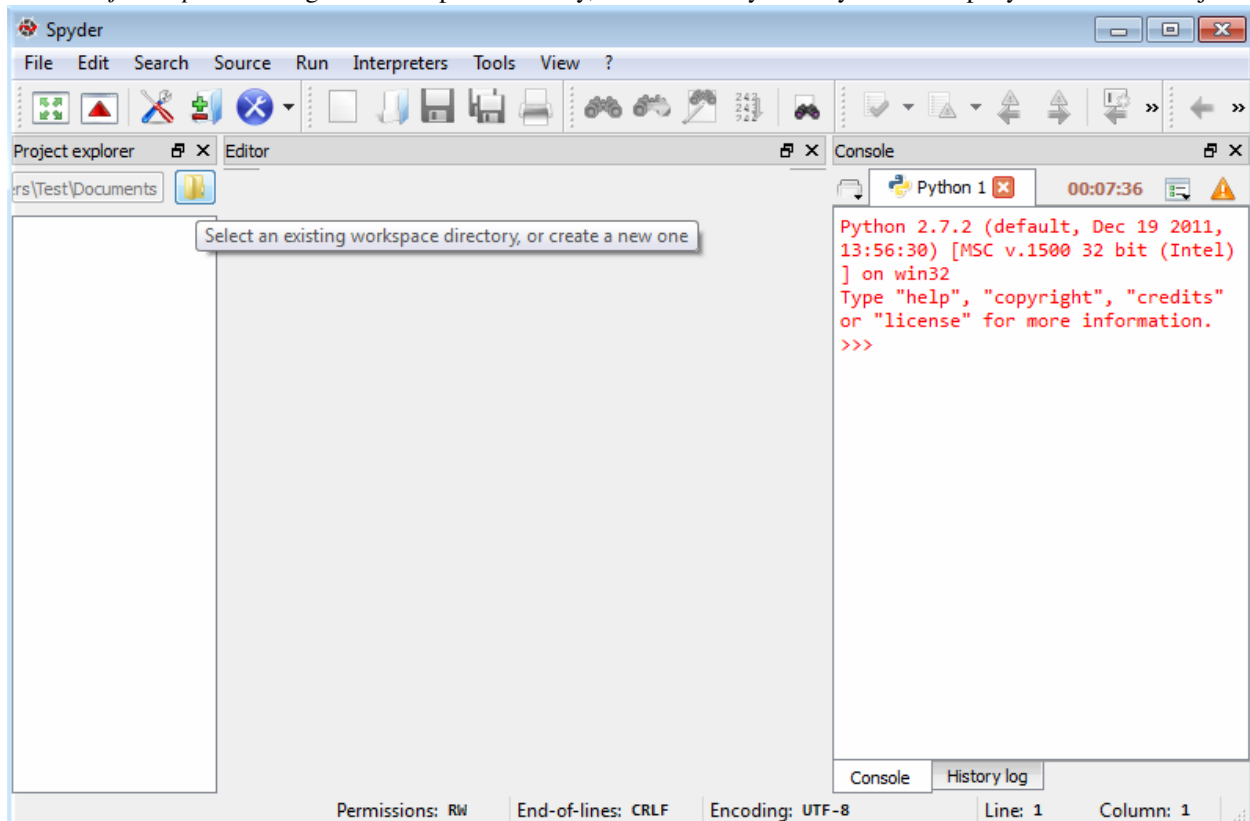 Spyder
File Edit Search Source Run Interpreters Tools View ?
Project explorer
Editor
Console
rs\Test\Documents
Python 1
00:07:36
Select an existing workspace directory, or create a new one
Python 2.7.2 (default, Dec 19 2011,
13:56:30) [MSC v.1500 32 bit (Intel)
] on win32
Type "help", "copyright", "credits"
or "license" for more information.
>>>
Console History log
Permissions: RW End-of-lines: CRLF Encoding: UTF-8 Line: 1 Column: 1